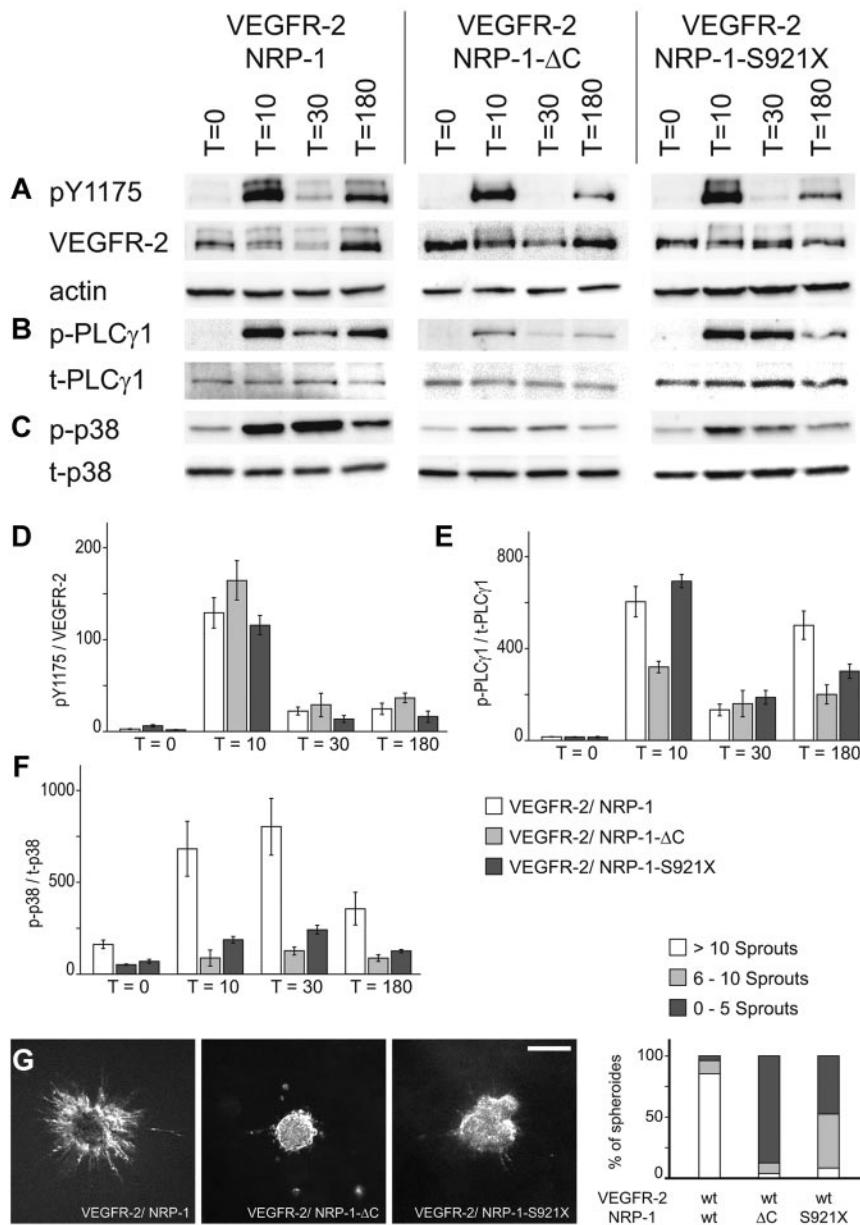 VEGFR-2 VEGFR-2 VEGFR-2
NRP-1 NRP-1-ΔC NRP-1-S921X
T=0 T=10 T=30 T=180 T=0 T=10 T=30 T=180 T=0 T=10 T=30 T=180
A pY1175
VEGFR-2
actin
B p-PLCγ1
t-PLCγ1
C p-p38
t-p38
D
200
100
0
pY1175 / VEGFR-2
T = 0 T = 10 T = 30 T = 180
E
800
400
0
p-PLCγ1 / t-PLCγ1
T = 0 T = 10 T = 30 T = 180
F
1000
500
0
p-p38 / t-p38
T = 0 T = 10 T = 30 T = 180
VEGFR-2/ NRP-1
VEGFR-2/ NRP-1-ΔC
VEGFR-2/ NRP-1-S921X
> 10 Sprouts
6 - 10 Sprouts
0 - 5 Sprouts
G
VEGFR-2/ NRP-1
VEGFR-2/ NRP-1-ΔC
VEGFR-2/ NRP-1-S921X
100
50
0
% of spheroides
VEGFR-2 wt wt wt
NRP-1 wt ΔC S921X